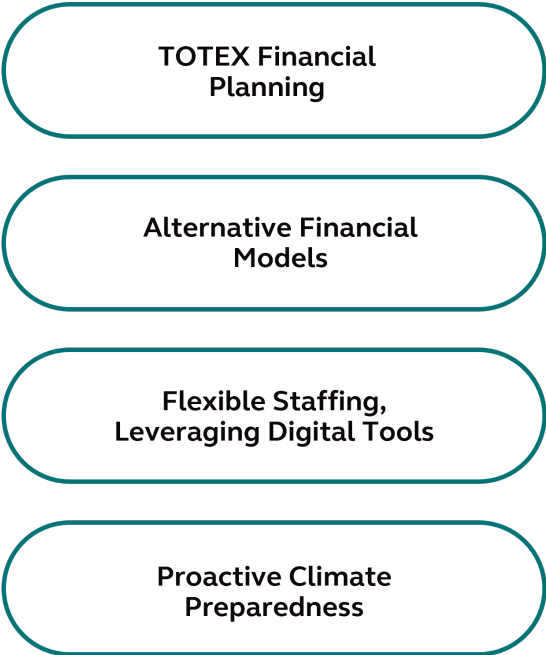 TOTEX Financial
Planning
Alternative Financial
Models
Flexible Staffing,
Leveraging Digital Tools
Proactive Climate
Preparedness